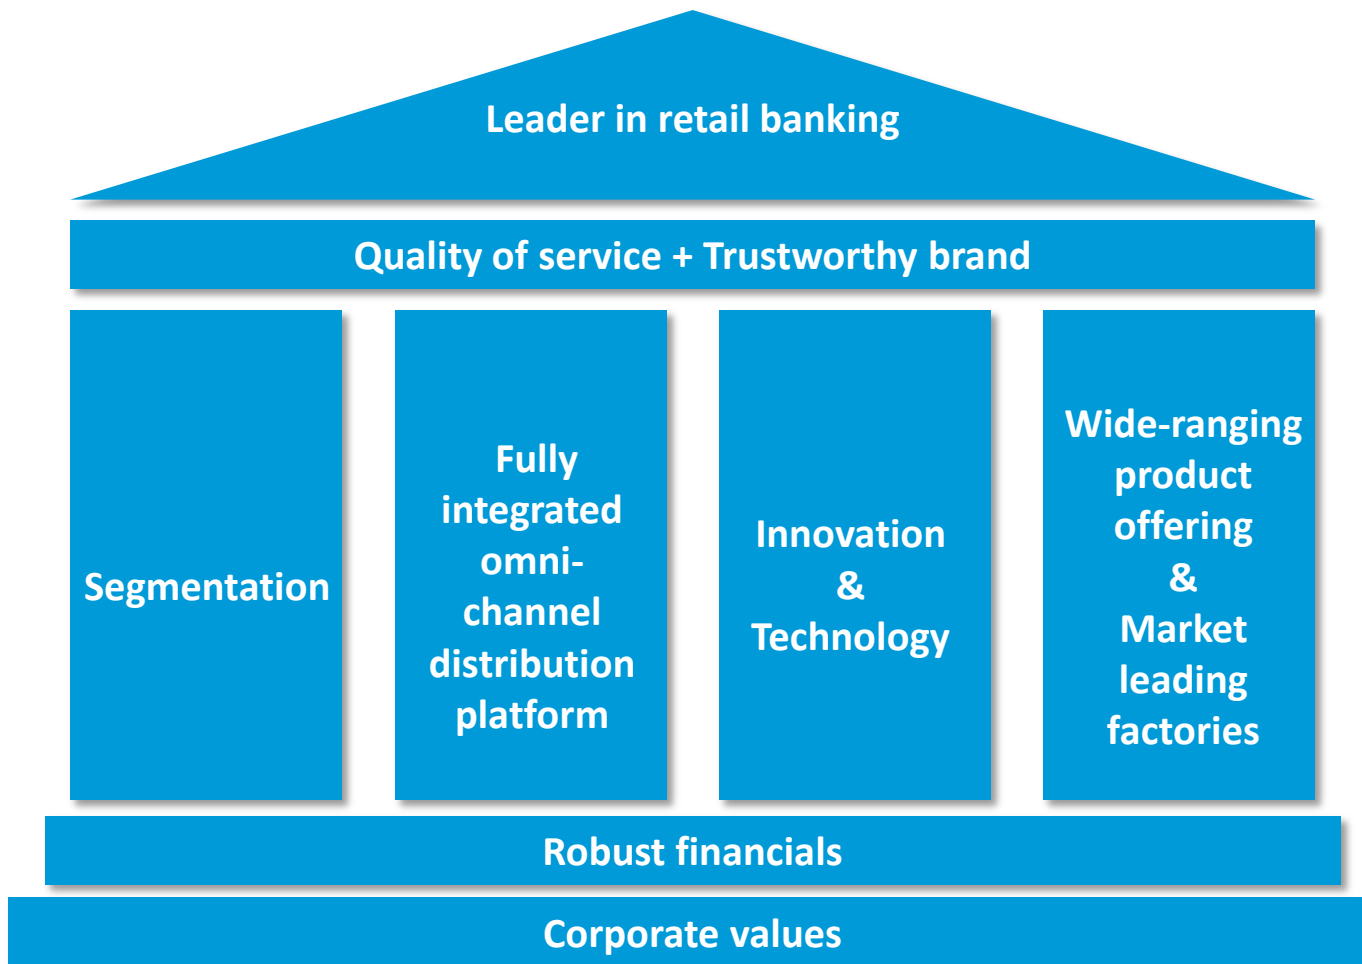 Leader in retail banking
Quality of service + Trustworthy brand
Segmentation
Fully
integrated
omni-
channel
distribution
platform
Innovation
&
Technology
Wide-ranging
product
offering
&
Market
leading
factories
Robust financials
Corporate values